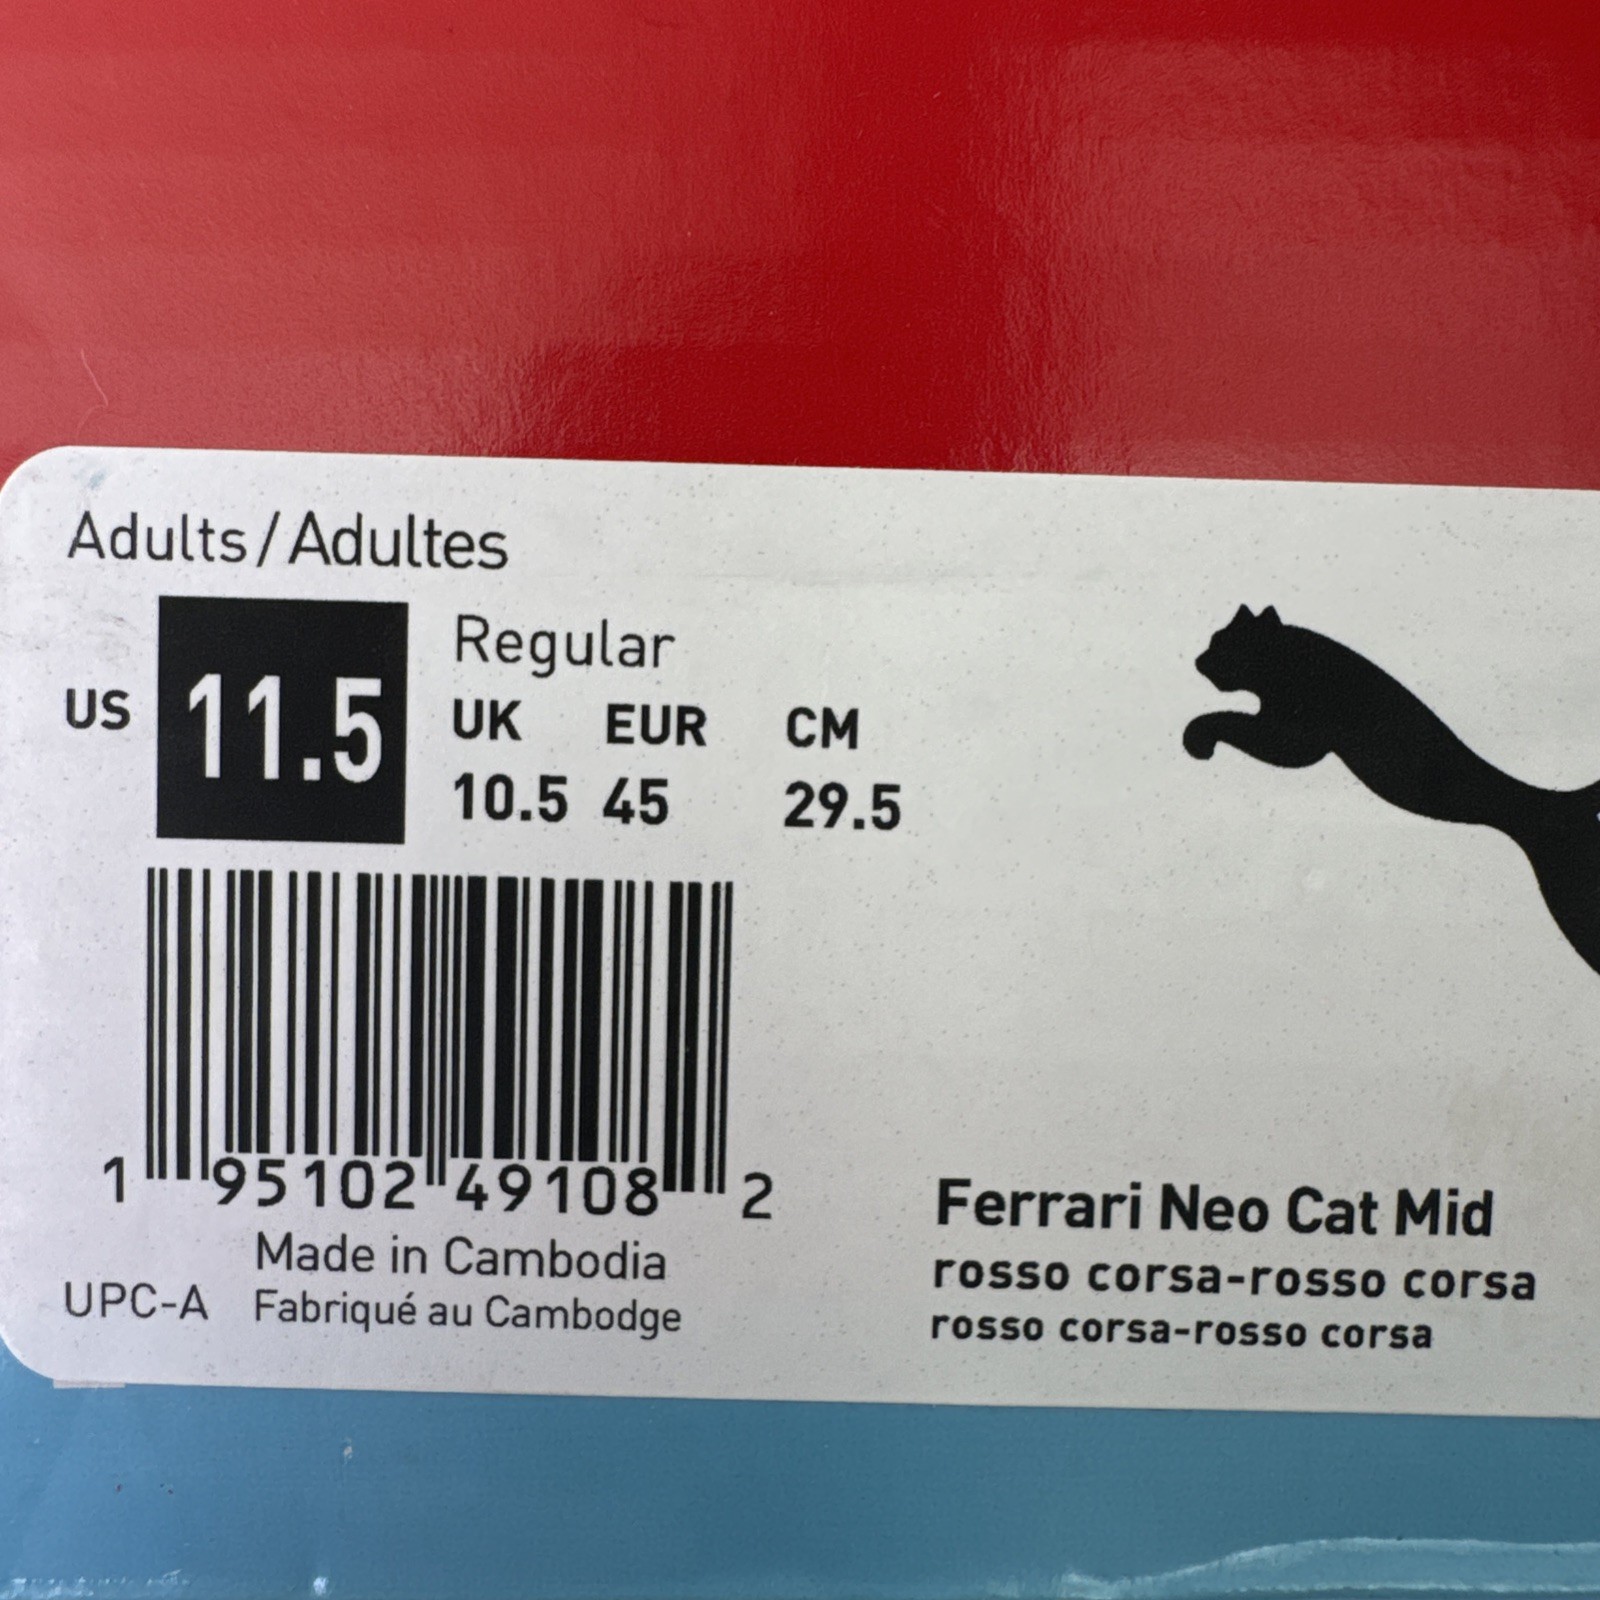 Adults/Adultes
US 11.5
Regular
UK EUR CM
10.5 45 29.5
1 95102 49108 2
Made in Cambodia
UPC-A Fabriqué au Cambodge
Ferrari Neo Cat Mid
rosso corsa-rosso corsa
rosso corsa-rosso corsa